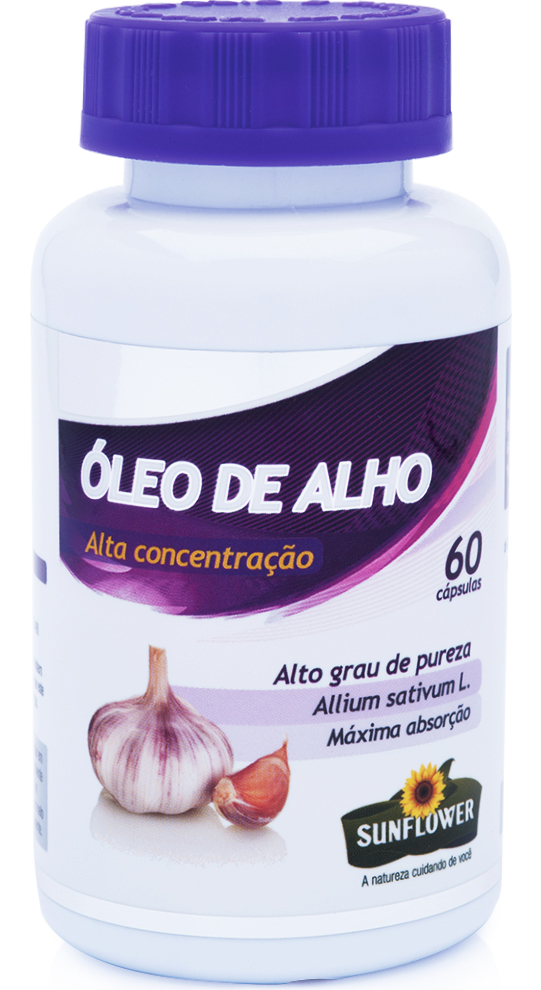 ÓLEO DE ALHO
Alta concentração
60
cápsulas
Alto grau de pureza
Allium sativum L.
Máxima absorção
SUNFLOWER
A natureza cuidando de você